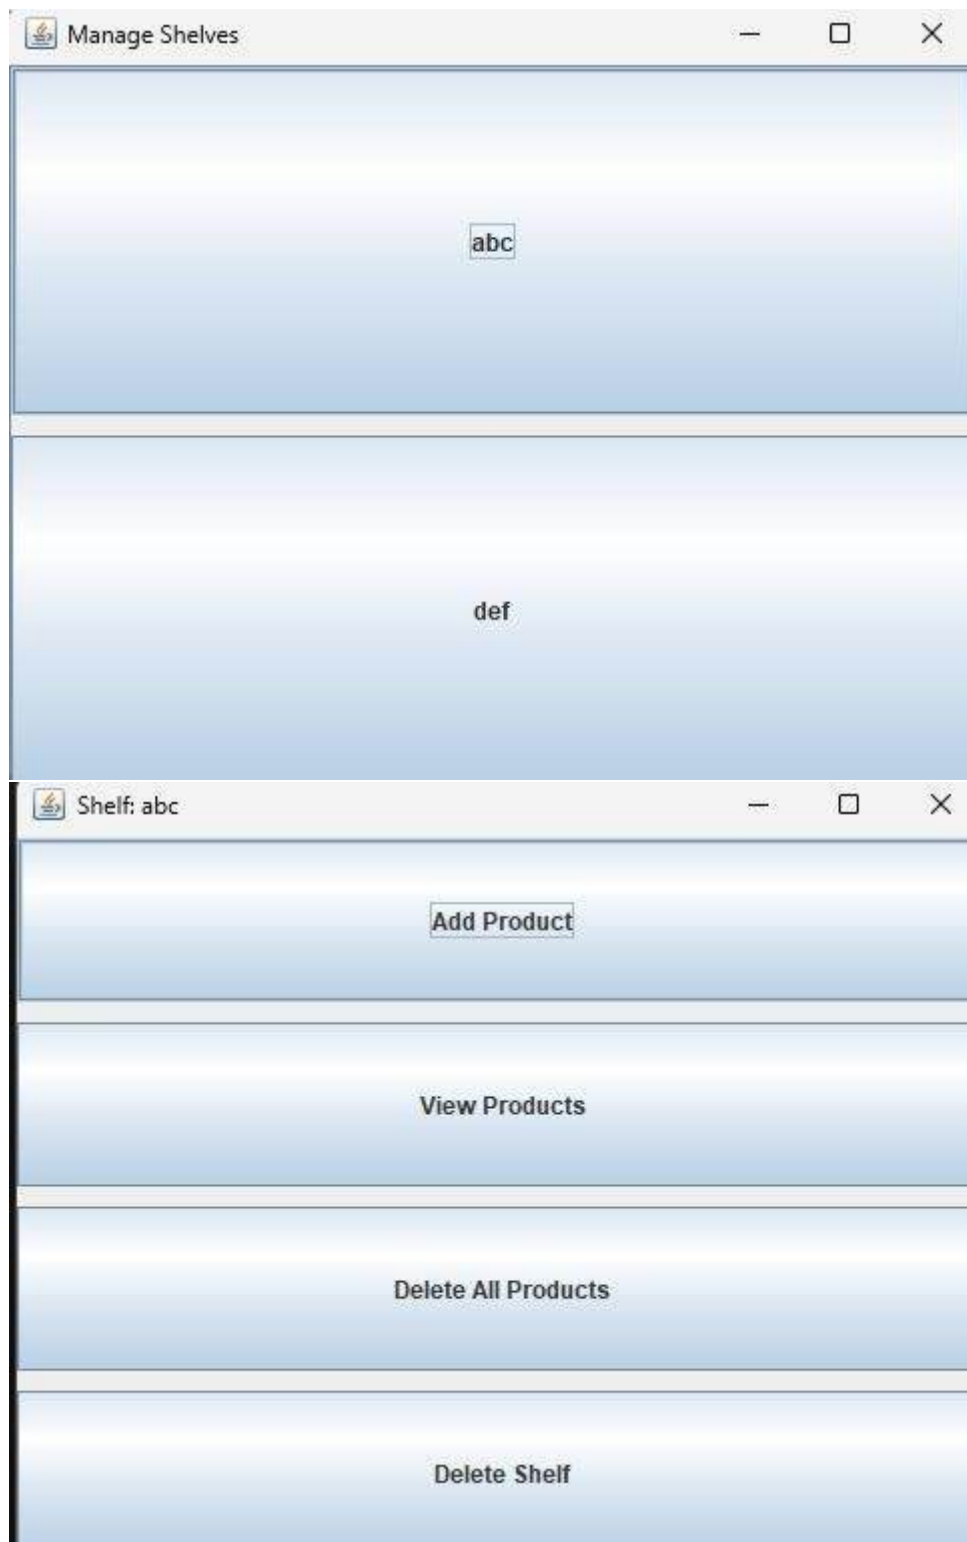 Manage Shelves
abc
def
Shelf: abc
Add Product
View Products
Delete All Products
Delete Shelf